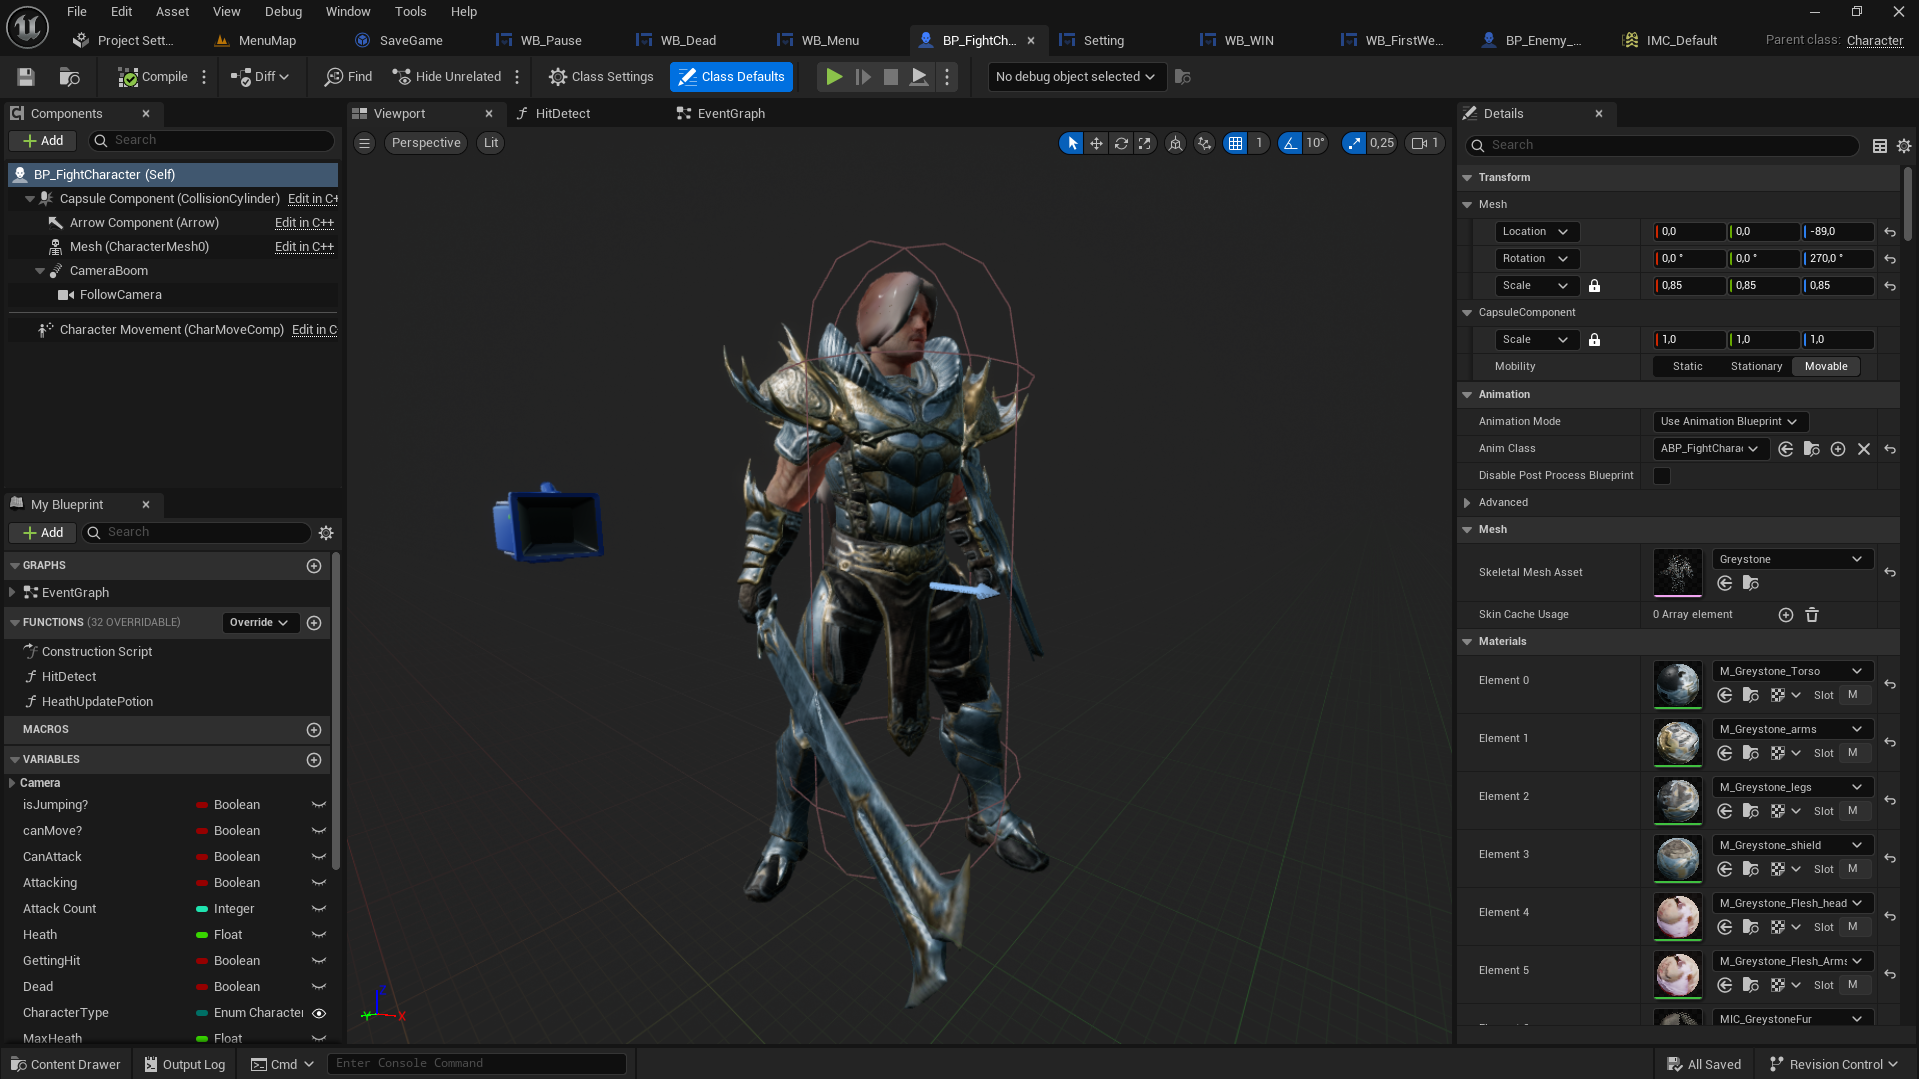 File Edit Asset View Debug Window Tools Help
Project Sett... MenuMap SaveGame WB_Pause WB_Dead WB_Menu BP_FightCh... Setting WB_WIN WB_FirstWe... BP_Enemy_... IMC_Default Parent class: Character
Compile Diff Find Hide Unrelated Class Settings Class Defaults No debug object selected
Components
Add Search
BP_FightCharacter (Self)
Capsule Component (CollisionCylinder) Edit in C+
Arrow Component (Arrow) Edit in C++
Mesh (CharacterMesh0) Edit in C++
CameraBoom
FollowCamera
Character Movement (CharMoveComp) Edit in C
My Blueprint
Add Search
GRAPHS
EventGraph
FUNCTIONS (32 OVERRIDABLE) Override
Construction Script
HitDetect
HeathUpdatePotion
MACROS
VARIABLES
Camera
isJumping? Boolean
canMove? Boolean
CanAttack Boolean
Attacking Boolean
Attack Count Integer
Heath Float
GettingHit Boolean
Dead Boolean
CharacterType Enum Character
MaxHeath Float
Viewport HitDetect EventGraph
Perspective Lit 1 10° 0,25 1
Z
Y X
Details
Search
Transform
Mesh
Location 0,0 0,0 -89,0
Rotation 0,0 ° 0,0 ° 270,0 °
Scale 0,85 0,85 0,85
CapsuleComponent
Scale 1,0 1,0 1,0
Mobility Static Stationary Movable
Animation
Animation Mode Use Animation Blueprint
Anim Class ABP_FightCharac
Disable Post Process Blueprint
Advanced
Mesh
Skeletal Mesh Asset Greystone
Skin Cache Usage 0 Array element
Materials
Element 0 M_Greystone_Torso
Slot M
Element 1 M_Greystone_arms
Slot M
Element 2 M_Greystone_legs
Slot M
Element 3 M_Greystone_shield
Slot M
Element 4 M_Greystone_Flesh_head
Slot M
Element 5 M_Greystone_Flesh_Arms
Slot M
MIC_GreystoneFur
Content Drawer Output Log Cmd Enter Console Command All Saved Revision Control